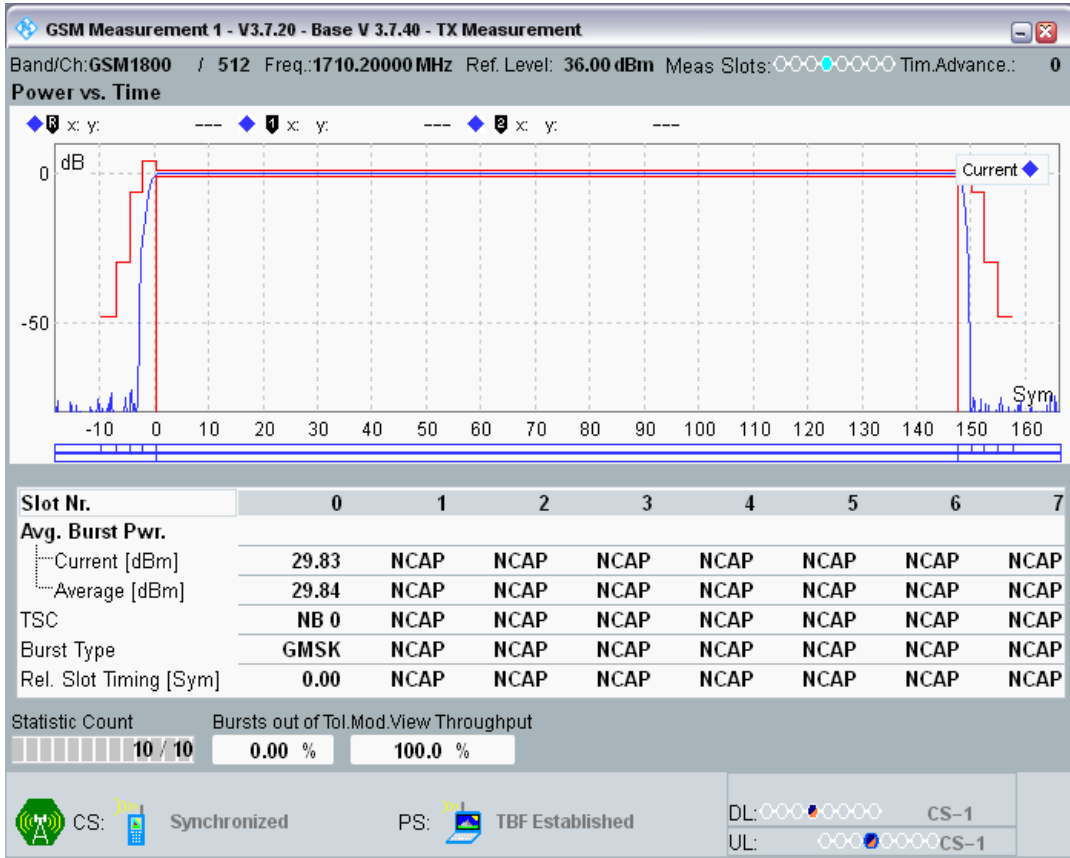 GSM Measurement 1 - V3.7.20 - Base V 3.7.40 - TX Measurement
Band/Ch:GSM1800 / 512 Freq.:1710.20000 MHz Ref. Level: 36.00 dBm Meas Slots: Tim.Advance.: 0
Power vs. Time
R x: y: --- 1 x: y: --- 2 x: y: ---
dB
Current
0
-50
Sym
-10 0 10 20 30 40 50 60 70 80 90 100 110 120 130 140 150 160
Slot Nr. 0 1 2 3 4 5 6 7
Avg. Burst Pwr.
Current [dBm] 29.83 NCAP NCAP NCAP NCAP NCAP NCAP NCAP
Average [dBm] 29.84 NCAP NCAP NCAP NCAP NCAP NCAP NCAP
TSC NB 0 NCAP NCAP NCAP NCAP NCAP NCAP NCAP
Burst Type GMSK NCAP NCAP NCAP NCAP NCAP NCAP NCAP
Rel. Slot Timing [Sym] 0.00 NCAP NCAP NCAP NCAP NCAP NCAP NCAP
Statistic Count Bursts out of Tol.Mod.View Throughput
10 / 10 0.00 % 100.0 %
CS: Synchronized PS: TBF Established
DL: CS-1
UL: CS-1